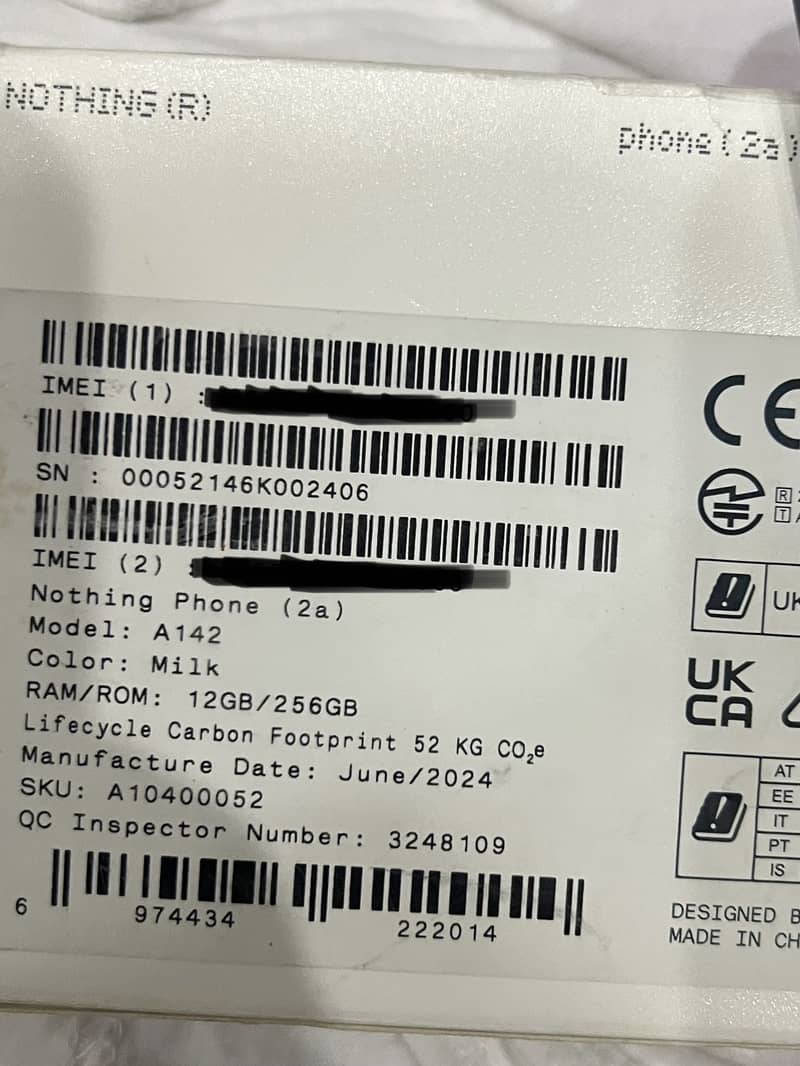 NOTHING (R)
phone (2a)
IMEI (1) :
SN : 00052146K002406
IMEI (2) :
Nothing Phone (2a)
Model: A142
Color: Milk
RAM/ROM: 12GB/256GB
Lifecycle Carbon Footprint 52 KG CO₂e
Manufacture Date: June/2024
SKU: A10400052
QC Inspector Number: 3248109
6 974434 222014
CE
R
T
UK
UK
CA
AT
EE
IT
PT
IS
DESIGNED
MADE IN